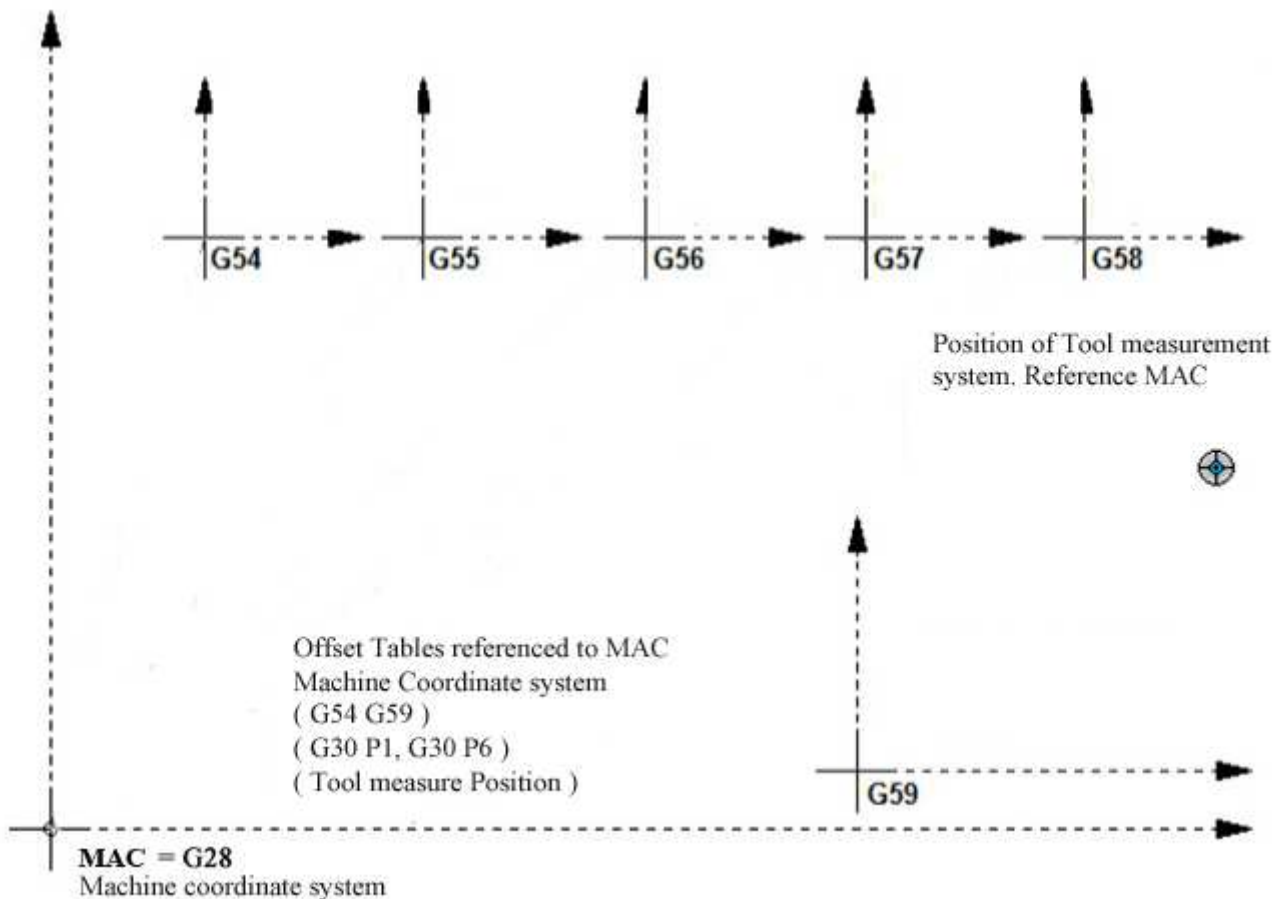 G54
G55
G56
G57
G58
Position of Tool measurement
system. Reference MAC
Offset Tables referenced to MAC
Machine Coordinate system
( G54 G59 )
( G30 P1, G30 P6 )
( Tool measure Position )
G59
MAC = G28
Machine coordinate system